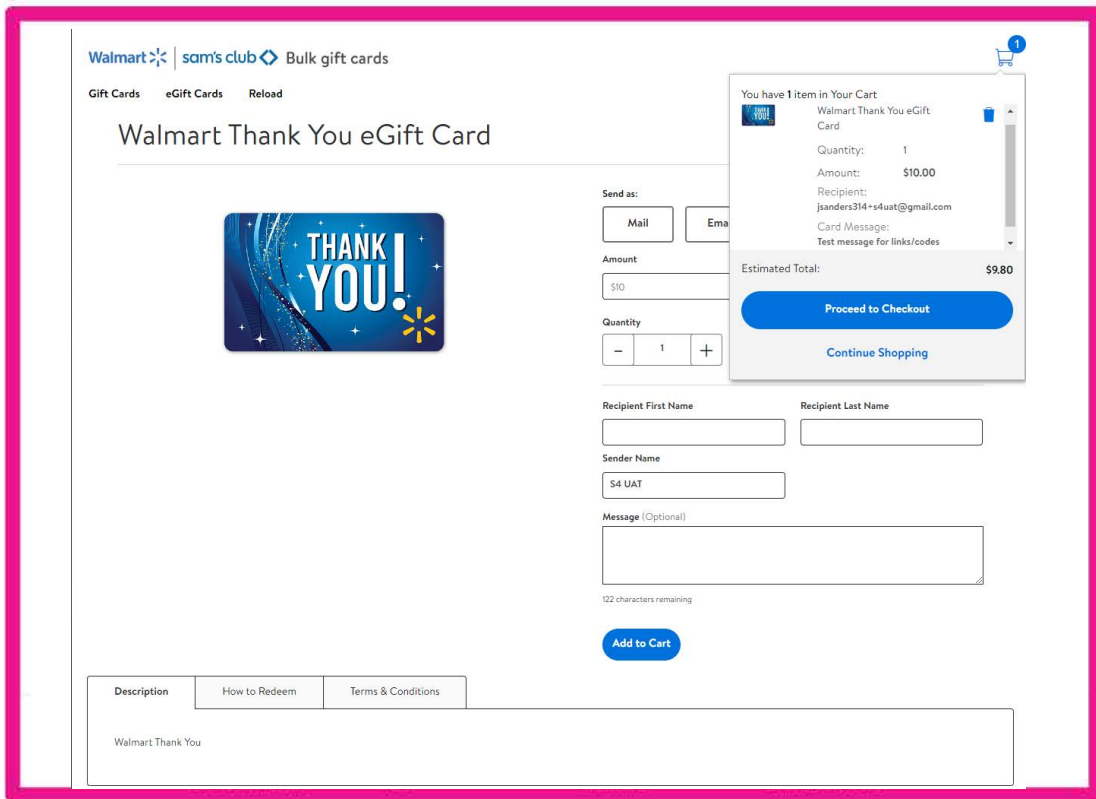 Walmart sam's club Bulk gift cards
1
Gift Cards eGift Cards Reload
Walmart Thank You eGift Card
THANK
YOU!
Send as:
Mail Ema
Amount
$10
Quantity
- 1 +
Recipient First Name Recipient Last Name
Sender Name
S4 UAT
Message (Optional)
122 characters remaining
Add to Cart
You have 1 item in Your Cart
THANK
YOU!
Walmart Thank You eGift
Card
Quantity: 1
Amount: $10.00
Recipient:
jsanders314+s4uat@gmail.com
Card Message:
Test message for links/codes
Estimated Total: $9.80
Proceed to Checkout
Continue Shopping
Description How to Redeem Terms & Conditions
Walmart Thank You